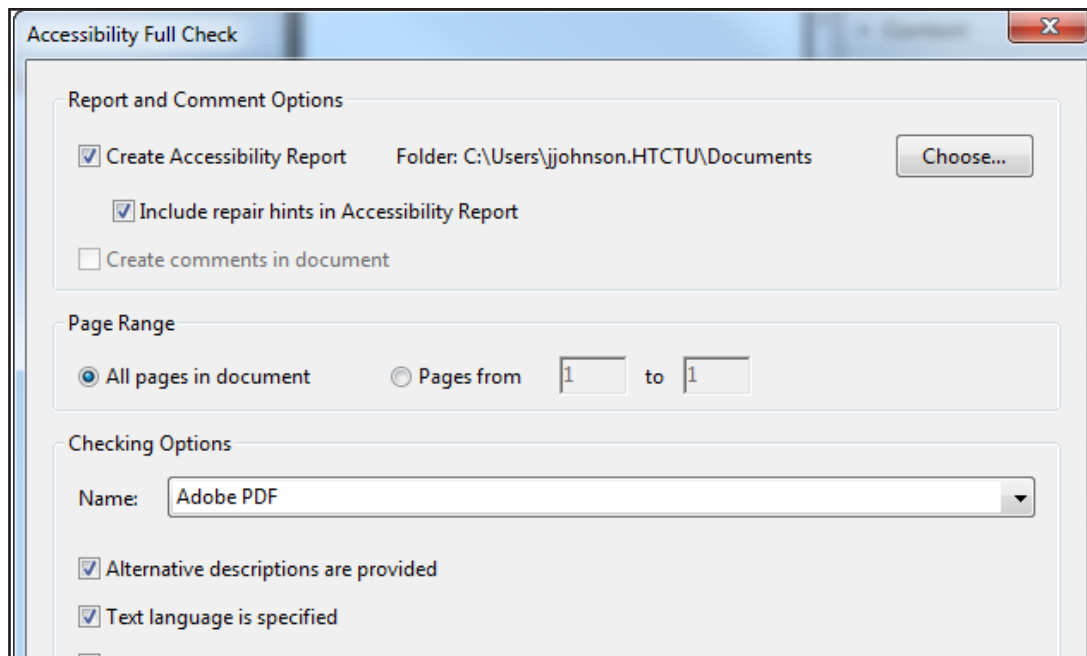 Accessibility Full Check
Report and Comment Options
Create Accessibility Report Folder: C:\Users\jjohnson.HTCTU\Documents Choose...
Include repair hints in Accessibility Report
Create comments in document
Page Range
All pages in document Pages from 1 to 1
Checking Options
Name: Adobe PDF
Alternative descriptions are provided
Text language is specified